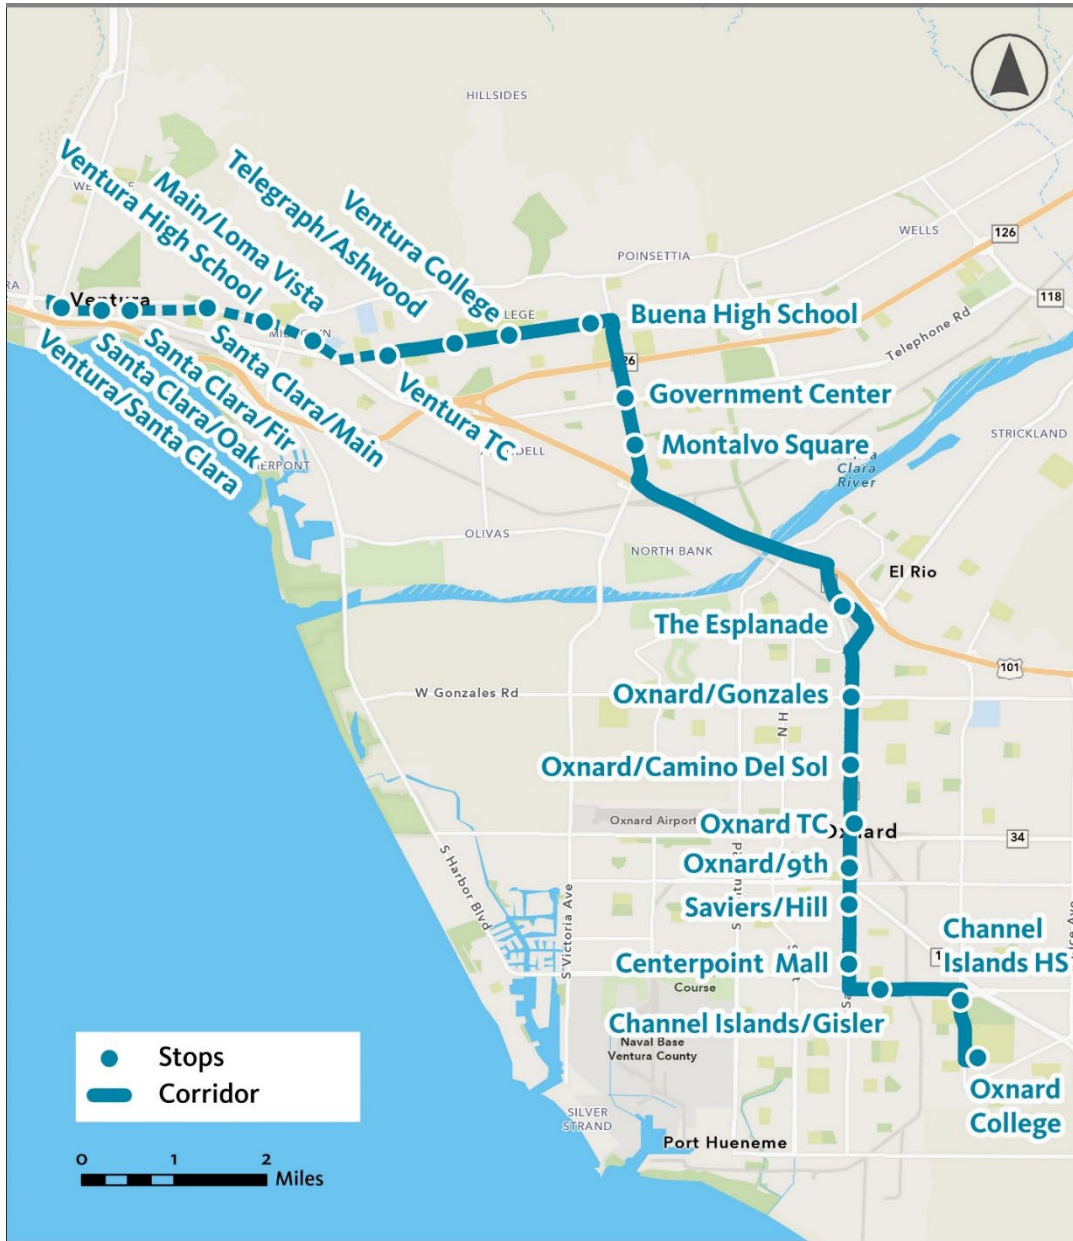 HILLSIDES
Ventura High School
Main/Loma Vista
Telegraph/Ashwood
Ventura College
WELLS
126
POINSETTIA
118
Ventura
Buena High School
Telephone Rd
Santa Clara/Main
Santa Clara/Fir
Santa Clara/Oak
Ventura/Santa Clara
Ventura TC
Government Center
STRICKLAND
Montalvo Square
Clara
River
OLIVAS
NORTH BANK
El Rio
The Esplanade
101
W Gonzales Rd
Oxnard/Gonzales
Oxnard/Camino Del Sol
Oxnard Airport
Oxnard TC
Oxnard
34
Oxnard/9th
S Harbor Blvd
S Victoria Ave
Saviers/Hill
Channel
Islands HS
Centerpoint Mall
Course
Channel Islands/Gisler
Naval Base
Ventura County
Stops
Corridor
Oxnard
College
SILVER
STRAND
Port Hueneme
0 1 2
Miles